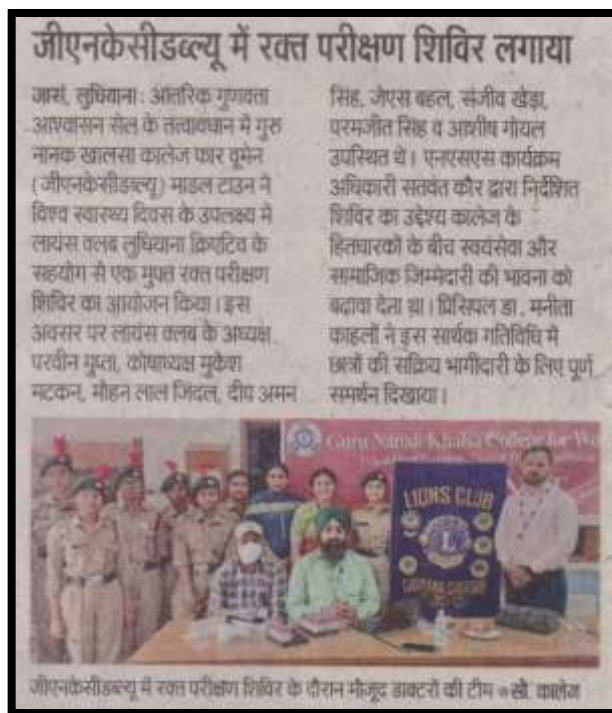 जीएनकेसीडब्ल्यू में रक्त परीक्षण शिविर लगाया
जासं, लुधियाना: आंतरिक गुणवत्ता
आश्वासन सेल के तत्वावधान में गुरु
नानक खालसा कालेज फार वूमेन
(जीएनकेसीडब्ल्यू) माडल टाउन ने
विश्व स्वास्थ्य दिवस के उपलक्ष्य में
लायंस क्लब लुधियाना क्रिएटिव के
सहयोग से एक मुफ्त रक्त परीक्षण
शिविर का आयोजन किया। इस
अवसर पर लायंस क्लब के अध्यक्ष
परवीन गुप्ता, कोषाध्यक्ष मुकेश
मटकन, मोहन लाल जिंदल, दीप अमन
सिंह, जेएस बहल, संजीव खेड़ा,
परमजीत सिंह व आशीष गोयल
उपस्थित थे। एनएसएस कार्यक्रम
अधिकारी सतवंत कौर द्वारा निर्देशित
शिविर का उद्देश्य कालेज के
हितधारकों के बीच स्वयंसेवा और
सामाजिक जिम्मेदारी की भावना को
बढ़ावा देना था। प्रिंसिपल डा. मनीता
काहलों ने इस सार्थक गतिविधि में
छात्रों की सक्रिय भागीदारी के लिए पूर्ण
समर्थन दिखाया।
Guru Nanak Khalsa College for Wo
LIONS CLUB
जीएनकेसीडब्ल्यू में रक्त परीक्षण शिविर के दौरान मौजूद डाक्टरों की टीम ● सौ. कालेज